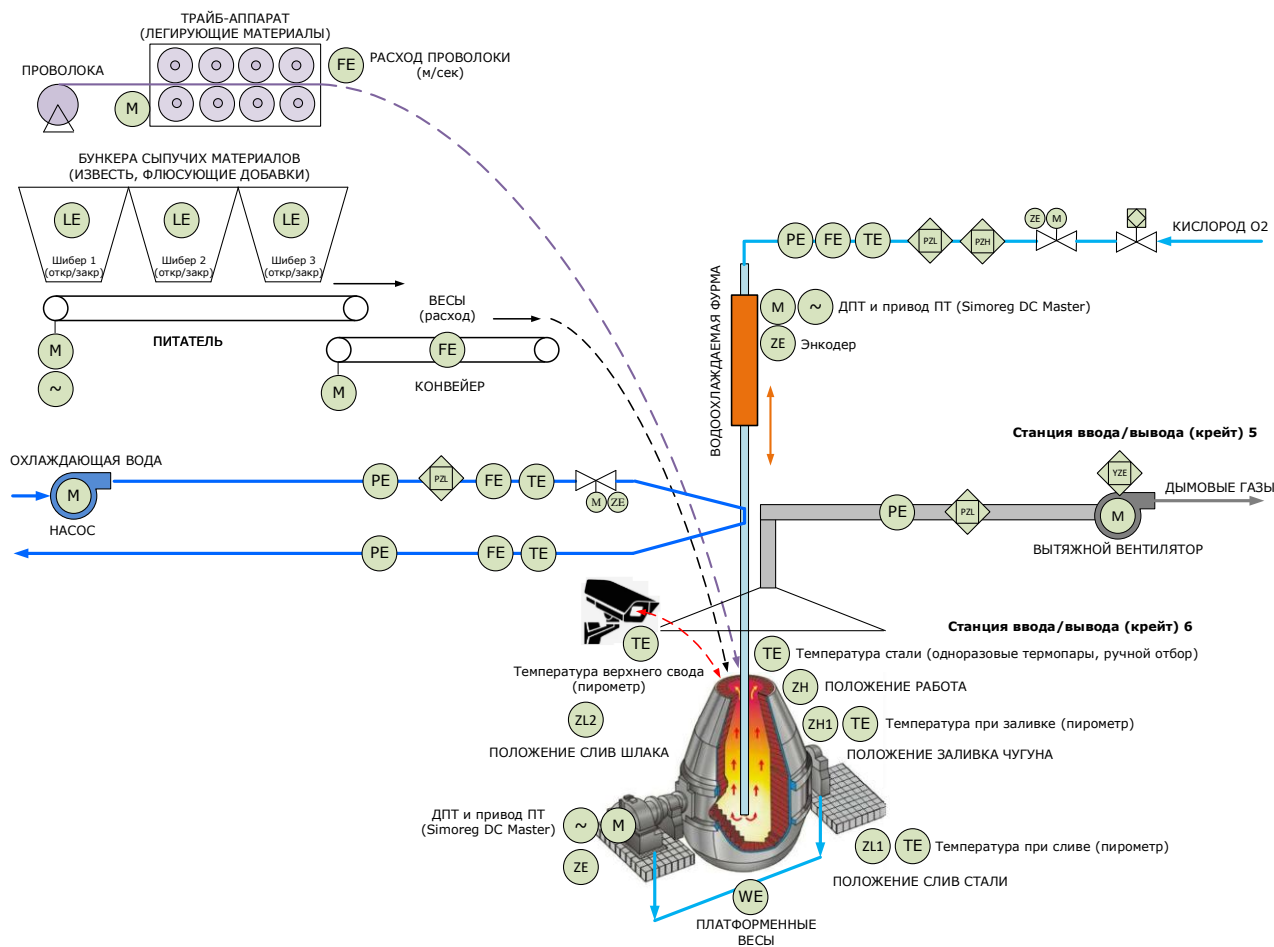 ТРАЙБ-АППАРАТ
(ЛЕГИРУЮЩИЕ МАТЕРИАЛЫ)
FE
РАСХОД ПРОВОЛОКИ
(м/сек)
ПРОВОЛОКА
M
БУНКЕРА СЫПУЧИХ МАТЕРИАЛОВ
(ИЗВЕСТЬ, ФЛЮСУЮЩИЕ ДОБАВКИ)
LE
LE
LE
Шибер 1
(откр/закр)
Шибер 2
(откр/закр)
Шибер 3
(откр/закр)
ПИТАТЕЛЬ
M
~
ВЕСЫ
(расход)
FE
M
КОНВЕЙЕР
PE
FE
TE
PZL
PZH
ZE
M
КИСЛОРОД О2
ВОДООХЛАЖДАЕМАЯ ФУРМА
M
~
ДПТ и привод ПТ (Simoreg DC Master)
ZE
Энкодер
Станция ввода/вывода (крейт) 5
ОХЛАЖДАЮЩАЯ ВОДА
M
НАСОС
PE
PZL
FE
TE
M
ZE
PE
FE
TE
PE
PZL
YZE
M
ДЫМОВЫЕ ГАЗЫ
ВЫТЯЖНОЙ ВЕНТИЛЯТОР
Станция ввода/вывода (крейт) 6
TE
Температура верхнего свода
(пирометр)
TE
Температура стали (одноразовые термопары, ручной отбор)
ZH
ПОЛОЖЕНИЕ РАБОТА
ZL2
ПОЛОЖЕНИЕ СЛИВ ШЛАКА
ZH1
TE
Температура при заливке (пирометр)
ПОЛОЖЕНИЕ ЗАЛИВКА ЧУГУНА
ДПТ и привод ПТ
(Simoreg DC Master)
~
M
ZE
ZL1
TE
Температура при сливе (пирометр)
ПОЛОЖЕНИЕ СЛИВ СТАЛИ
WE
ПЛАТФОРМЕННЫЕ
ВЕСЫ